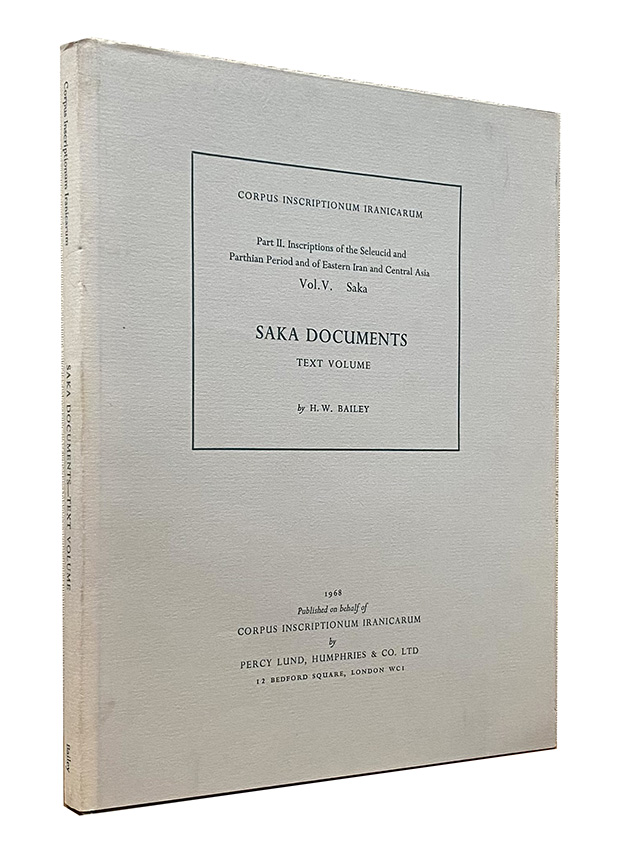 Corpus Inscriptionum Iranicarum
SAKA DOCUMENTS—TEXT VOLUME
Bailey
CORPUS INSCRIPTIONUM IRANICARUM
Part II. Inscriptions of the Seleucid and
Parthian Period and of Eastern Iran and Central Asia
Vol. V. Saka
SAKA DOCUMENTS
TEXT VOLUME
by H. W. BAILEY
1968
Published on behalf of
CORPUS INSCRIPTIONUM IRANICARUM
by
PERCY LUND, HUMPHRIES & CO. LTD
12 BEDFORD SQUARE, LONDON WC1